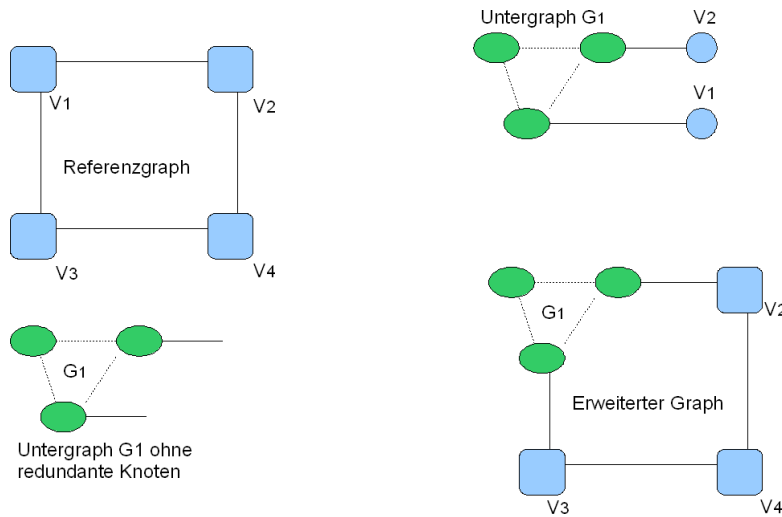 Untergraph G1
V2
V1
V1
V2
Referenzgraph
V3
V4
G1
Untergraph G1 ohne
redundante Knoten
G1
V2
Erweiterter Graph
V3
V4